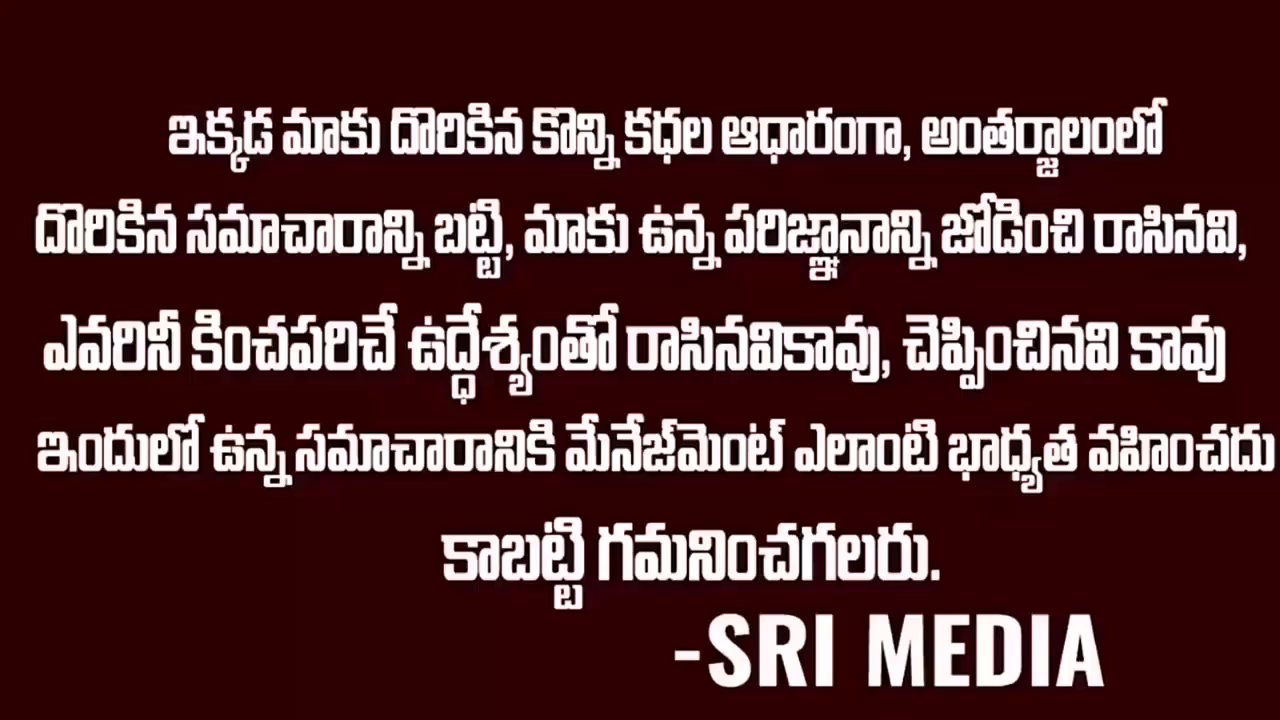 ఇక్కడ మాకు దొరికిన కొన్ని కధల ఆధారంగా, అంతర్జాలంలో
దొరికిన సమాచారాన్ని బట్టి, మాకు ఉన్న పరిజ్ఞానాన్ని జోడించి రాసినవి,
ఎవరినీ కించపరిచే ఉద్ధేశ్యంతో రాసినవికావు, చెప్పించినవి కావు
ఇందులో ఉన్న సమాచారానికి మేనేజ్‌మెంట్ ఎలాంటి భాధ్యత వహించదు
కాబట్టి గమనించగలరు.
-SRI MEDIA